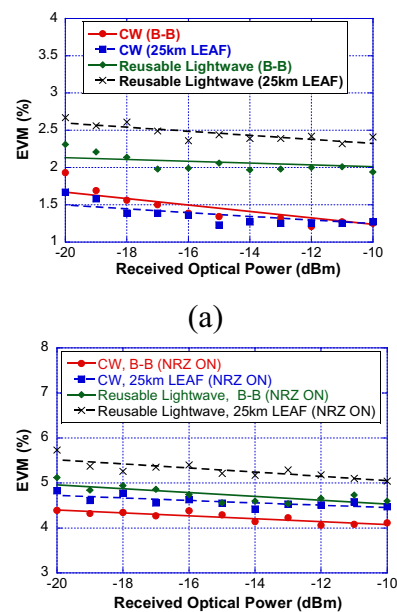 4
3.5
3
2.5
2
1.5
1
EVM (%)
CW (B-B)
CW (25km LEAF)
Reusable Lightwave (B-B)
Reusable Lightwave (25km LEAF)
-20 -18 -16 -14 -12 -10
Received Optical Power (dBm)
(a)
8
7
6
5
4
3
EVM (%)
CW, B-B (NRZ ON)
CW, 25km LEAF (NRZ ON)
Reusable Lightwave, B-B (NRZ ON)
Reusable Lightwave, 25km LEAF (NRZ ON)
-20 -18 -16 -14 -12 -10
Received Optical Power (dBm)